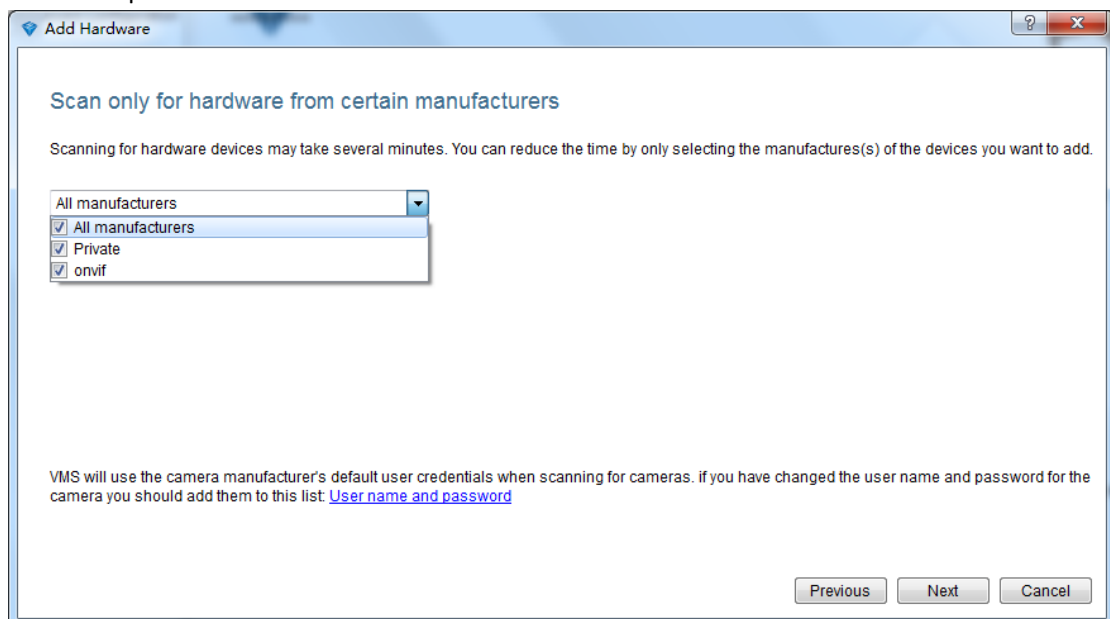 Add Hardware
Scan only for hardware from certain manufacturers
Scanning for hardware devices may take several minutes. You can reduce the time by only selecting the manufactures(s) of the devices you want to add.
All manufacturers
All manufacturers
Private
onvif
VMS will use the camera manufacturer's default user credentials when scanning for cameras. if you have changed the user name and password for the
camera you should add them to this list: User name and password
Previous Next Cancel